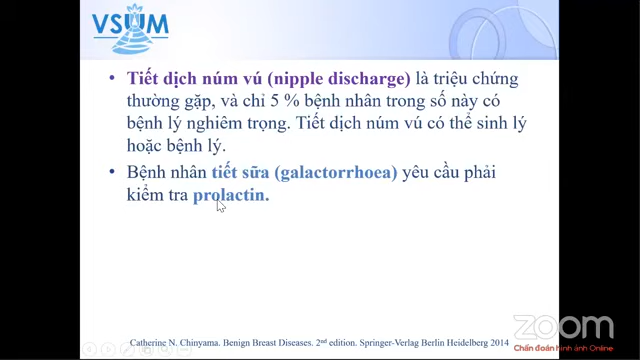 VSUM
• Tiết dịch núm vú (nipple discharge) là triệu chứng
thường gặp, và chỉ 5 % bệnh nhân trong số này có
bệnh lý nghiêm trọng. Tiết dịch núm vú có thể sinh lý
hoặc bệnh lý.
• Bệnh nhân tiết sữa (galactorrhoea) yêu cầu phải
kiểm tra prolactin.
zoom
Chẩn đoán hình ảnh Online
Catherine N. Chinyama. Benign Breast Diseases. 2nd edition. Springer-Verlag Berlin Heidelberg 2014